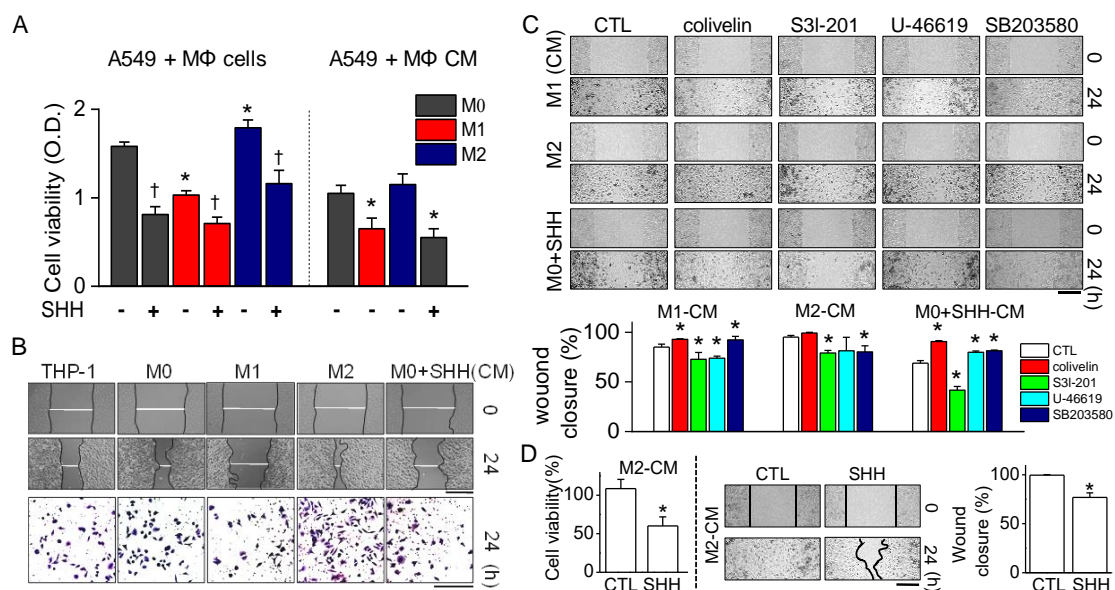 A
A549 + MΦ cells
A549 + MΦ CM
Cell viability (O.D.)
2
1
0
M0
M1
M2
*
†
*
†
*
†
*
*
SHH
- + - + - + - - - +
B
THP-1 M0 M1 M2 M0+SHH(CM)
0
24
24 (h)
C
CTL colivelin S3I-201 U-46619 SB203580
M1 (CM)
0
24
M2
0
24
M0+SHH
0
24 (h)
wouond closure (%)
100
50
0
M1-CM
M2-CM
M0+SHH-CM
* * * *
* *
* * * *
CTL
colivelin
S3I-201
U-46619
SB203580
D
Cell viability(%)
100
50
0
M2-CM
*
CTL SHH
M2-CM
CTL SHH
0
24 (h)
Wound closure (%)
100
50
0
*
CTL SHH